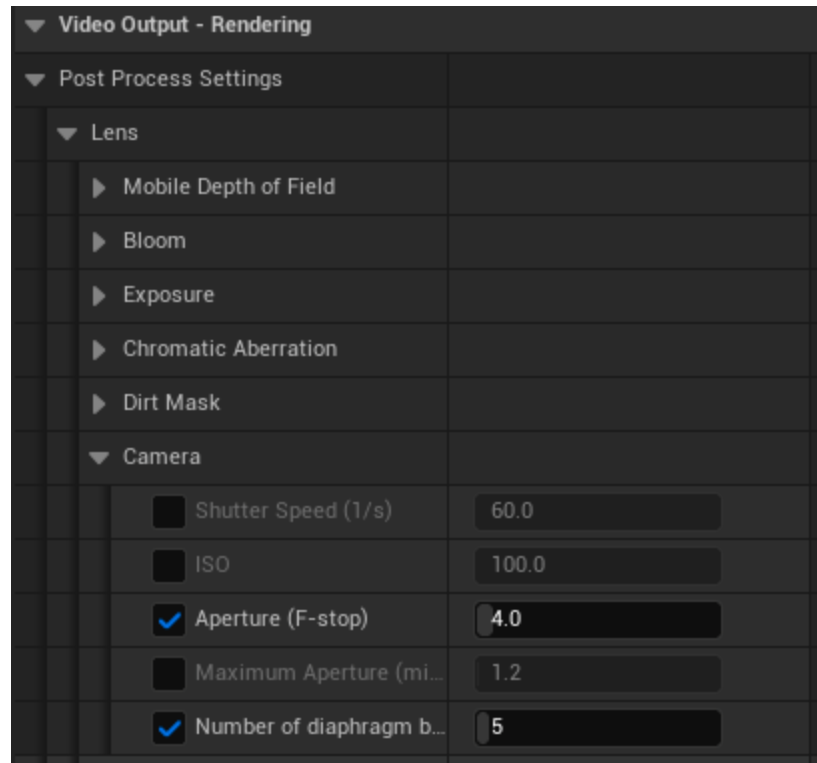 Video Output - Rendering
Post Process Settings
Lens
Mobile Depth of Field
Bloom
Exposure
Chromatic Aberration
Dirt Mask
Camera
Shutter Speed (1/s) 60.0
ISO 100.0
Aperture (F-stop) 4.0
Maximum Aperture (mi... 1.2
Number of diaphragm b... 5